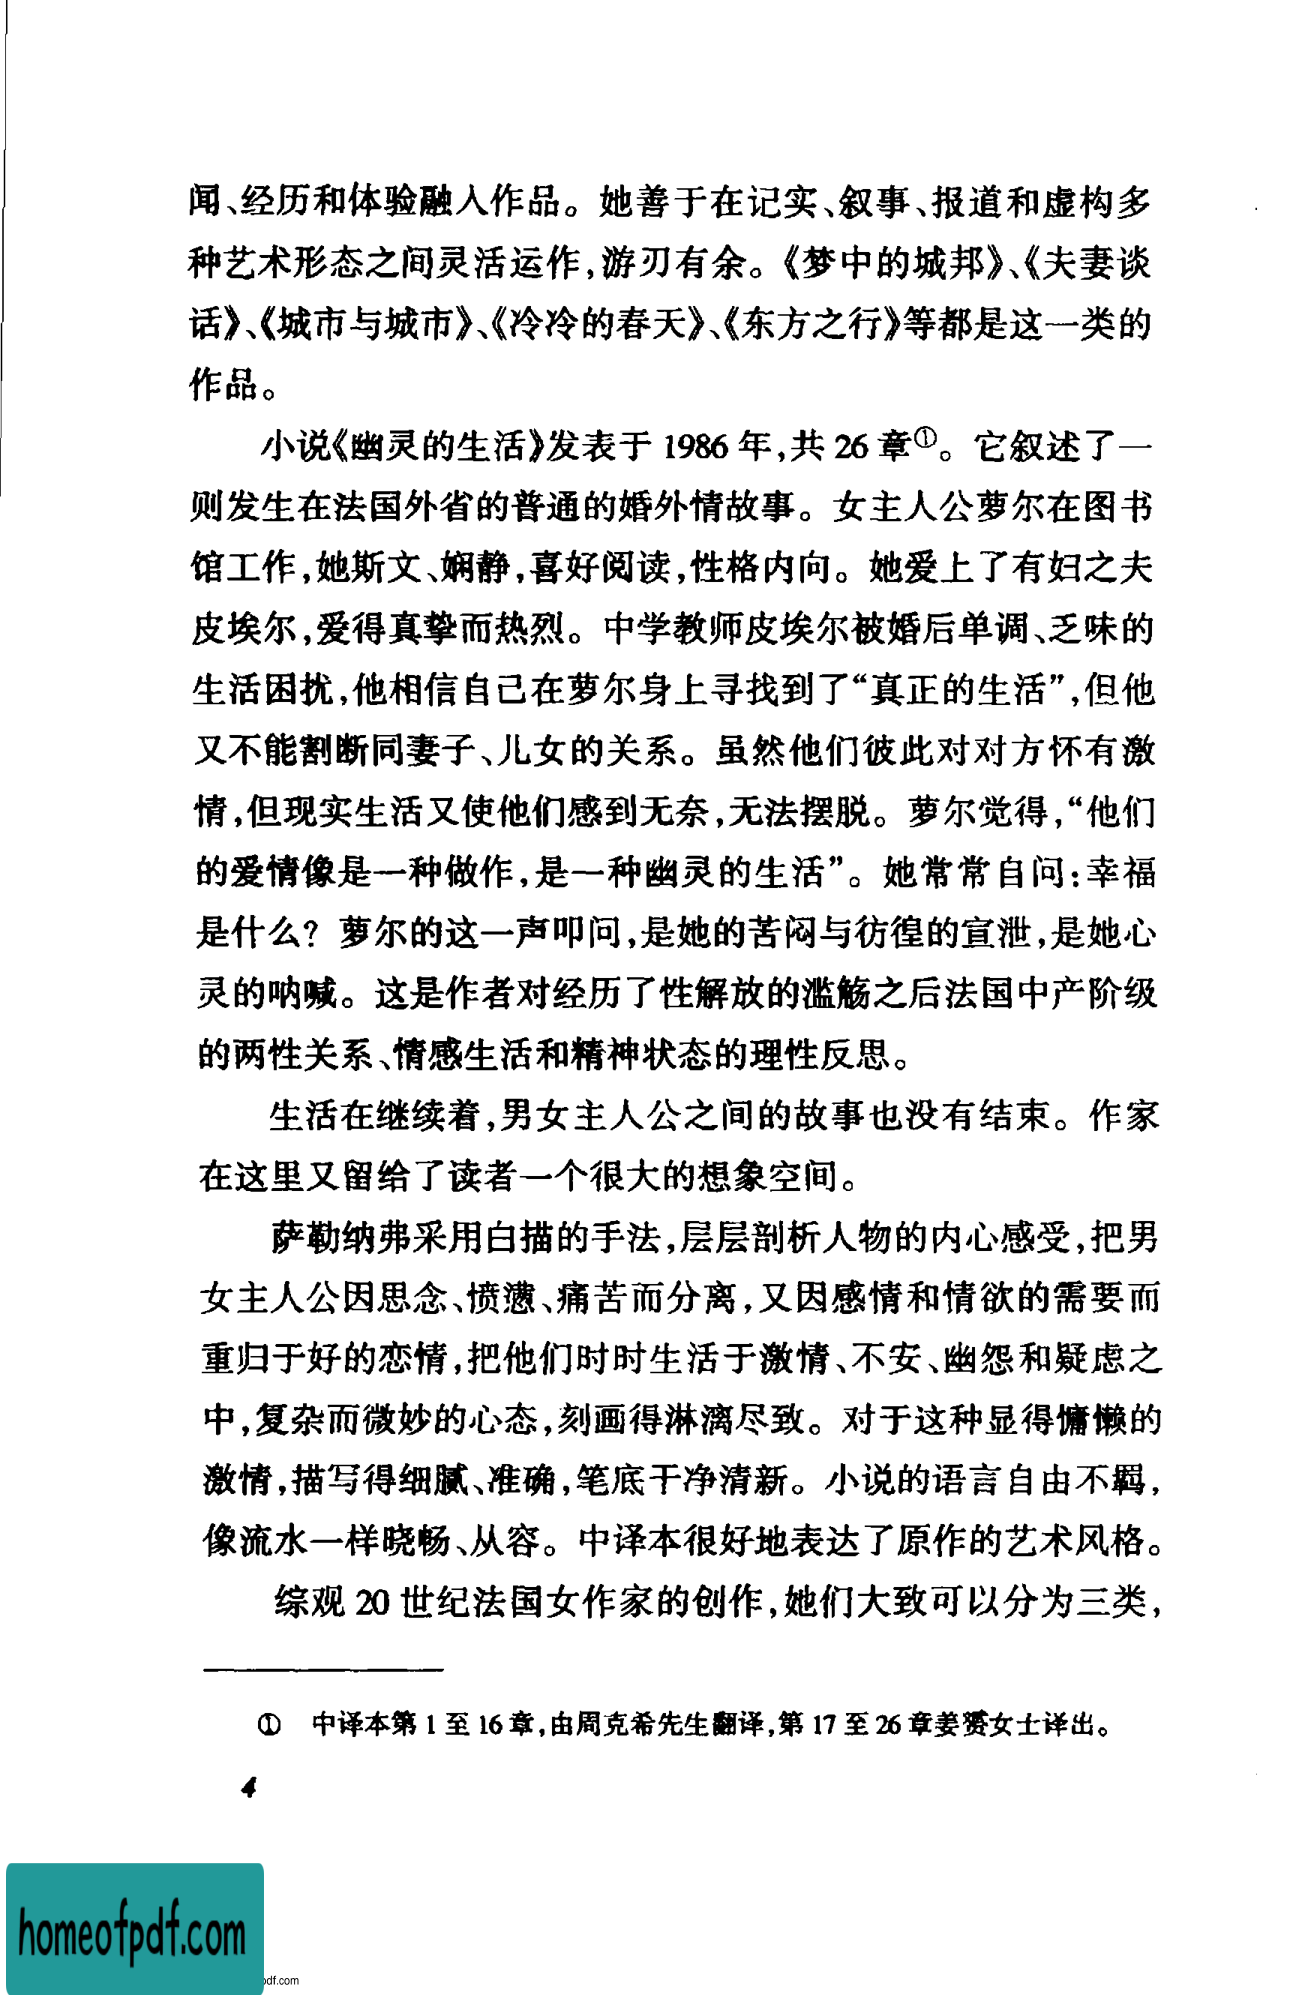 闻、经历和体验融入作品。她善于在记实、叙事、报道和虚构多
种艺术形态之间灵活运作,游刃有余。《梦中的城邦》、《夫妻谈
话》、《城市与城市》、《冷冷的春天》、《东方之行》等都是这一类的
作品。
小说《幽灵的生活》发表于 1986 年,共 26 章①。它叙述了一
则发生在法国外省的普通的婚外情故事。女主人公萝尔在图书
馆工作,她斯文、娴静,喜好阅读,性格内向。她爱上了有妇之夫
皮埃尔,爱得真挚而热烈。中学教师皮埃尔被婚后单调、乏味的
生活困扰,他相信自己在萝尔身上寻找到了“真正的生活”,但他
又不能割断同妻子、儿女的关系。虽然他们彼此对对方怀有激
情,但现实生活又使他们感到无奈,无法摆脱。萝尔觉得,“他们
的爱情像是一种做作,是一种幽灵的生活”。她常常自问:幸福
是什么? 萝尔的这一声叩问,是她的苦闷与彷徨的宣泄,是她心
灵的呐喊。这是作者对经历了性解放的滥觞之后法国中产阶级
的两性关系、情感生活和精神状态的理性反思。
生活在继续着,男女主人公之间的故事也没有结束。作家
在这里又留给了读者一个很大的想象空间。
萨勒纳弗采用白描的手法,层层剖析人物的内心感受,把男
女主人公因思念、愤懑、痛苦而分离,又因感情和情欲的需要而
重归于好的恋情,把他们时时生活于激情、不安、幽怨和疑虑之
中,复杂而微妙的心态,刻画得淋漓尽致。对于这种显得慵懒的
激情,描写得细腻、准确,笔底干净清新。小说的语言自由不羁,
像流水一样晓畅、从容。中译本很好地表达了原作的艺术风格。
综观 20 世纪法国女作家的创作,她们大致可以分为三类,
① 中译本第 1 至 16 章,由周克希先生翻译,第 17 至 26 章姜赟女士译出。
4
homeofpdf.com
pdf.com